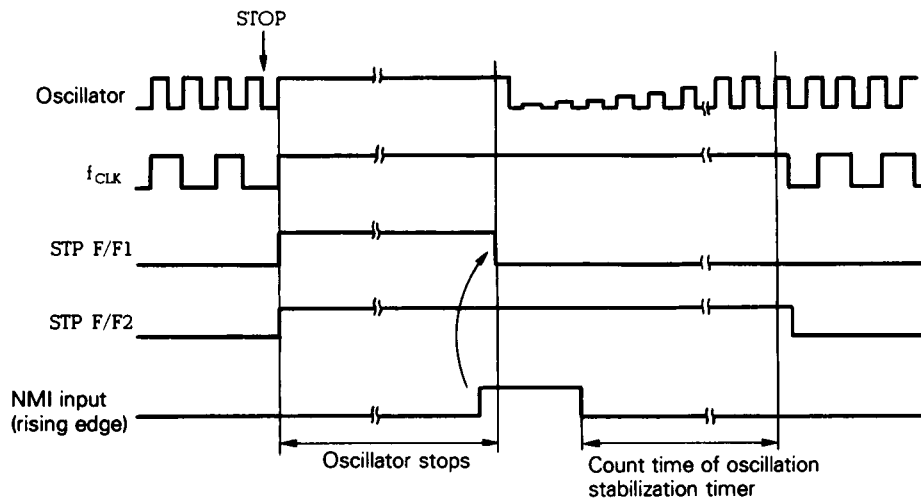 STOP
Oscillator
fCLK
STP F/F1
STP F/F2
NMI input
(rising edge)
Oscillator stops
Count time of oscillation
stabilization timer